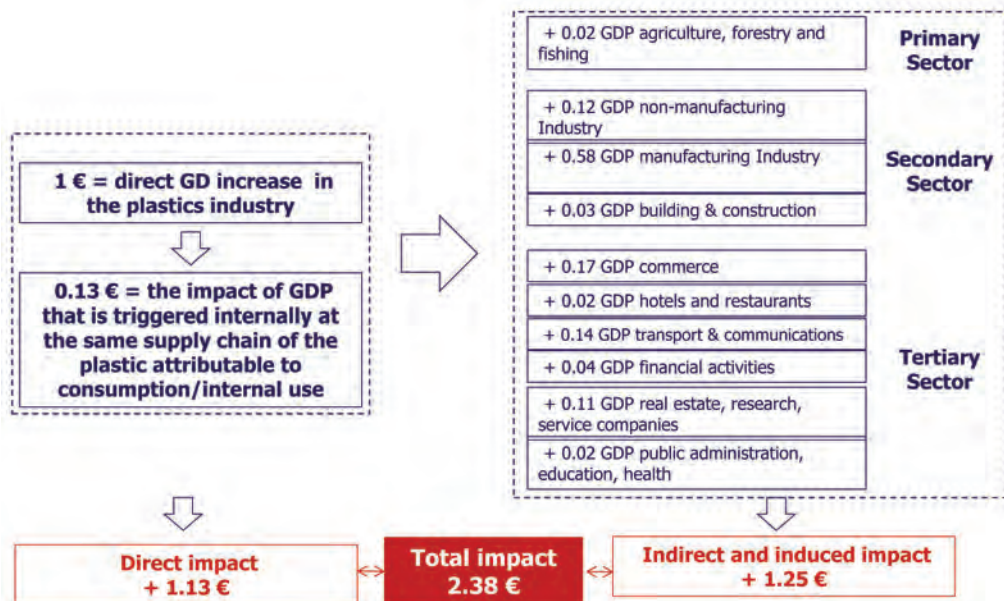 1 € = direct GD increase in
the plastics industry
0.13 € = the impact of GDP
that is triggered internally at
the same supply chain of the
plastic attributable to
consumption/internal use
+ 0.02 GDP agriculture, forestry and
fishing
Primary
Sector
+ 0.12 GDP non-manufacturing
Industry
+ 0.58 GDP manufacturing Industry
+ 0.03 GDP building & construction
Secondary
Sector
+ 0.17 GDP commerce
+ 0.02 GDP hotels and restaurants
+ 0.14 GDP transport & communications
+ 0.04 GDP financial activities
+ 0.11 GDP real estate, research,
service companies
+ 0.02 GDP public administration,
education, health
Tertiary
Sector
Direct impact
+ 1.13 €
Total impact
2.38 €
Indirect and induced impact
+ 1.25 €